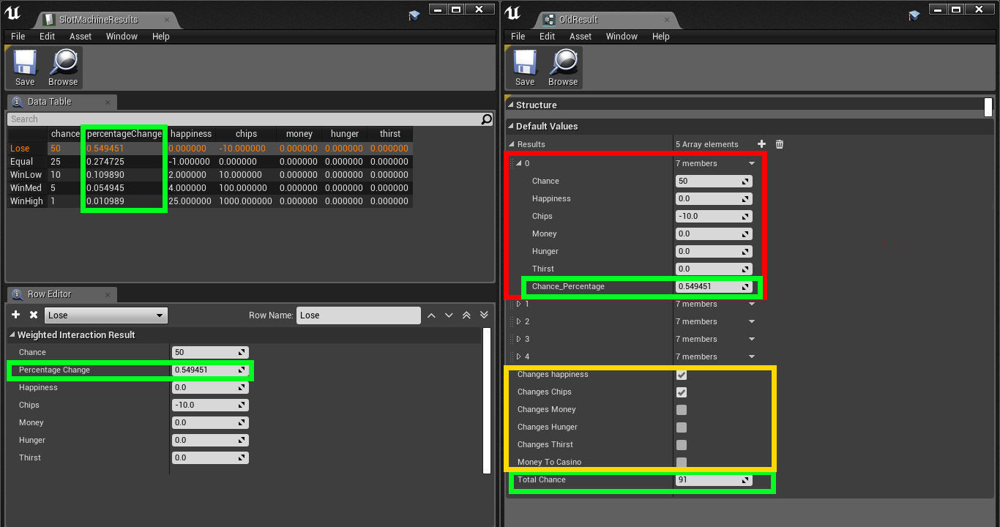 SlotMachineResults
File Edit Asset Window Help
Save Browse
Data Table
Search
chance percentageChange happiness chips money hunger thirst
Lose 50 0.549451 0.000000 -10.000000 0.000000 0.000000 0.000000
Equal 25 0.274725 -1.000000 0.000000 0.000000 0.000000 0.000000
WinLow 10 0.109890 2.000000 10.000000 0.000000 0.000000 0.000000
WinMed 5 0.054945 4.000000 100.000000 0.000000 0.000000 0.000000
WinHigh 1 0.010989 25.000000 1000.000000 0.000000 0.000000 0.000000
Row Editor
Lose Row Name: Lose
Weighted Interaction Result
Chance 50
Percentage Change 0.549451
Happiness 0.0
Chips -10.0
Money 0.0
Hunger 0.0
Thirst 0.0
OldResult
File Edit Asset Window Help
Save Browse
Structure
Default Values
Results 5 Array elements
0 7 members
Chance 50
Happiness 0.0
Chips -10.0
Money 0.0
Hunger 0.0
Thirst 0.0
Chance_Percentage 0.549451
1 7 members
2 7 members
3 7 members
4 7 members
Changes happiness
Changes Chips
Changes Money
Changes Hunger
Changes Thirst
Money To Casino
Total Chance 91